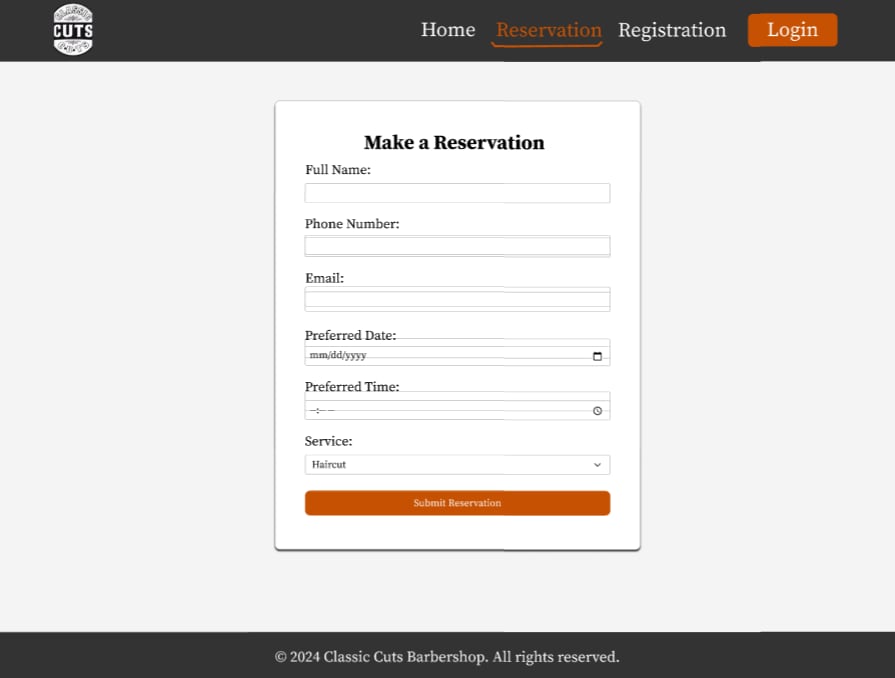 CLASSIC
CUTS
CUTS
Home Reservation Registration Login
Make a Reservation
Full Name:
Phone Number:
Email:
Preferred Date:
mm/dd/yyyy
Preferred Time:
--:-- --
Service:
Haircut
Submit Reservation
© 2024 Classic Cuts Barbershop. All rights reserved.